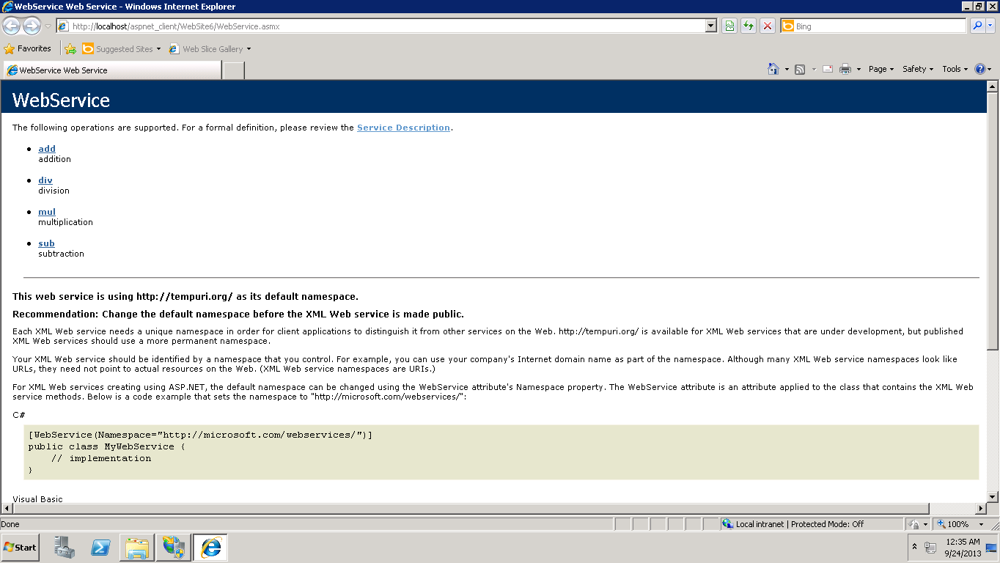 WebService Web Service - Windows Internet Explorer
http://localhost/aspnet_client/WebSite6/WebService.asmx
Bing
Favorites
Suggested Sites
Web Slice Gallery
WebService Web Service
Page
Safety
Tools
WebService
The following operations are supported. For a formal definition, please review the Service Description.
• add
addition
• div
division
• mul
multiplication
• sub
subtraction
This web service is using http://tempuri.org/ as its default namespace.
Recommendation: Change the default namespace before the XML Web service is made public.
Each XML Web service needs a unique namespace in order for client applications to distinguish it from other services on the Web. http://tempuri.org/ is available for XML Web services that are under development, but published
XML Web services should use a more permanent namespace.
Your XML Web service should be identified by a namespace that you control. For example, you can use your company's Internet domain name as part of the namespace. Although many XML Web service namespaces look like
URLs, they need not point to actual resources on the Web. (XML Web service namespaces are URIs.)
For XML Web services creating using ASP.NET, the default namespace can be changed using the WebService attribute's Namespace property. The WebService attribute is an attribute applied to the class that contains the XML Web
service methods. Below is a code example that sets the namespace to "http://microsoft.com/webservices/":
C#
[WebService(Namespace="http://microsoft.com/webservices/")]
public class MyWebService {
    // implementation
}
Visual Basic
Done
Local intranet | Protected Mode: Off
100%
Start
12:35 AM
9/24/2013